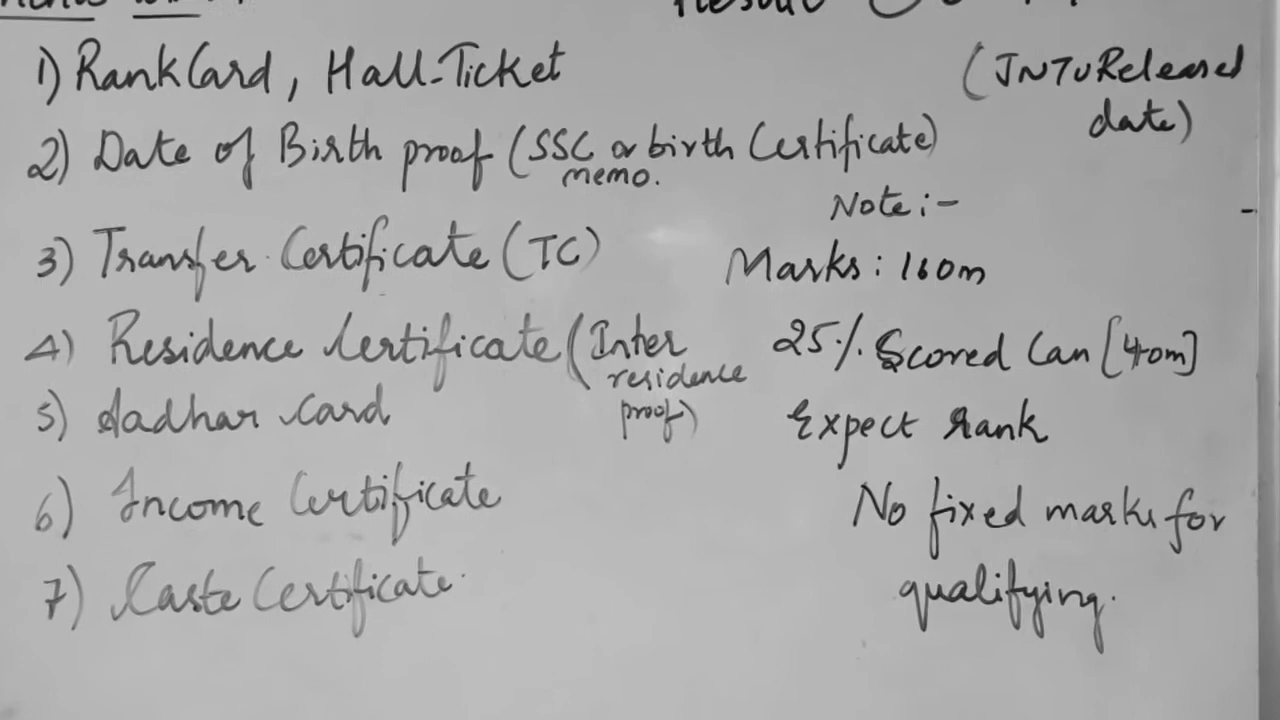 Result
1) Rank Card, Hall-Ticket
(JNTU Released
date)
2) Date of Birth proof (SSC or birth Certificate)
memo.
Note :-
3) Transfer Certificate (TC)
Marks : 160m
4) Residence Certificate (Inter
residence
proof)
25%. Scored Can [40m]
5) Aadhar Card
Expect rank
6) Income Certificate
No fixed marks for
qualifying.
7) Caste Certificate.